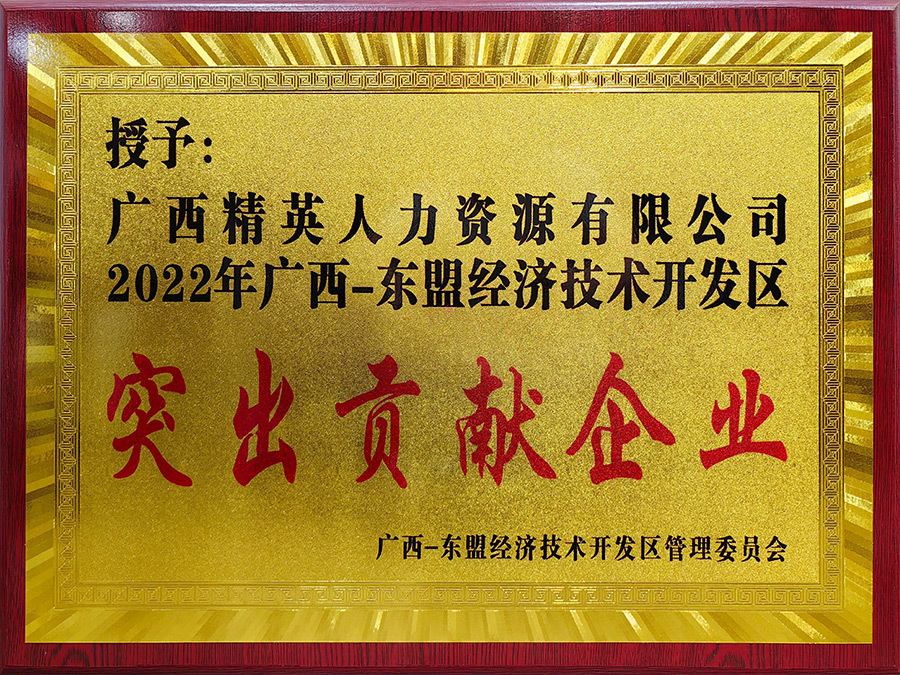 授予：
广西精英人力资源有限公司
2022年广西-东盟经济技术开发区
突出贡献企业
广西-东盟经济技术开发区管理委员会